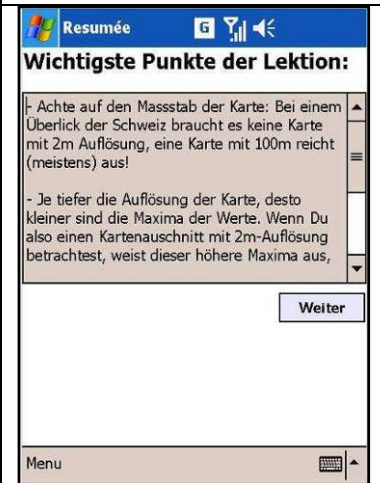 Resumée G
Wichtigste Punkte der Lektion:
- Achte auf den Massstab der Karte: Bei einem
Überlick der Schweiz braucht es keine Karte
mit 2m Auflösung, eine Karte mit 100m reicht
(meistens) aus!
- Je tiefer die Auflösung der Karte, desto
kleiner sind die Maxima der Werte. Wenn Du
also einen Kartenauschnitt mit 2m-Auflösung
betrachtest, weist dieser höhere Maxima aus,
Weiter
Menu